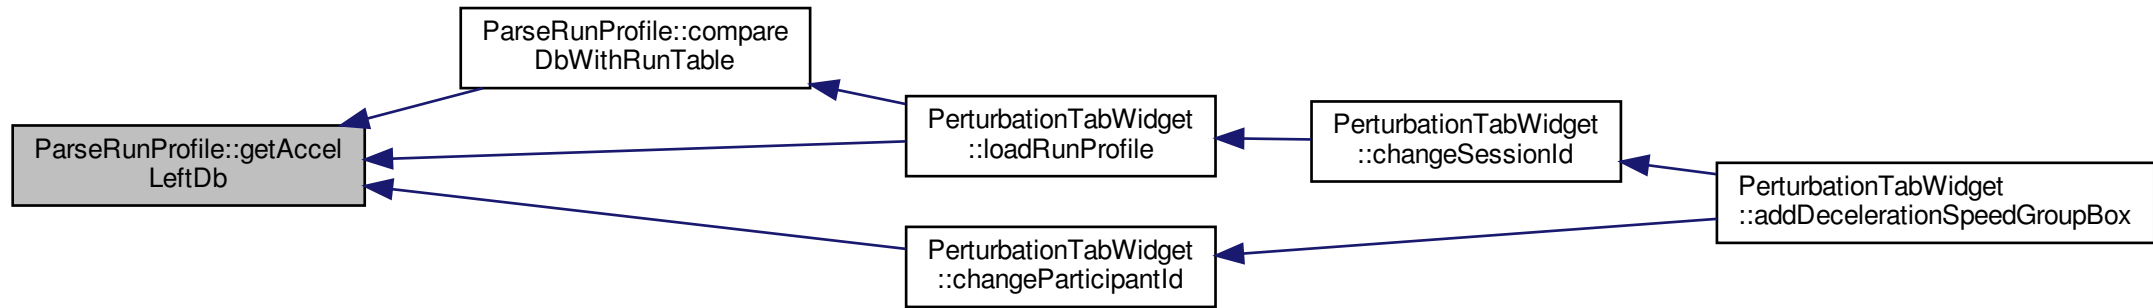 ParseRunProfile::getAccel
LeftDb
ParseRunProfile::compare
DbWithRunTable
PerturbationTabWidget
::loadRunProfile
PerturbationTabWidget
::changeParticipantId
PerturbationTabWidget
::changeSessionId
PerturbationTabWidget
::addDecelerationSpeedGroupBox